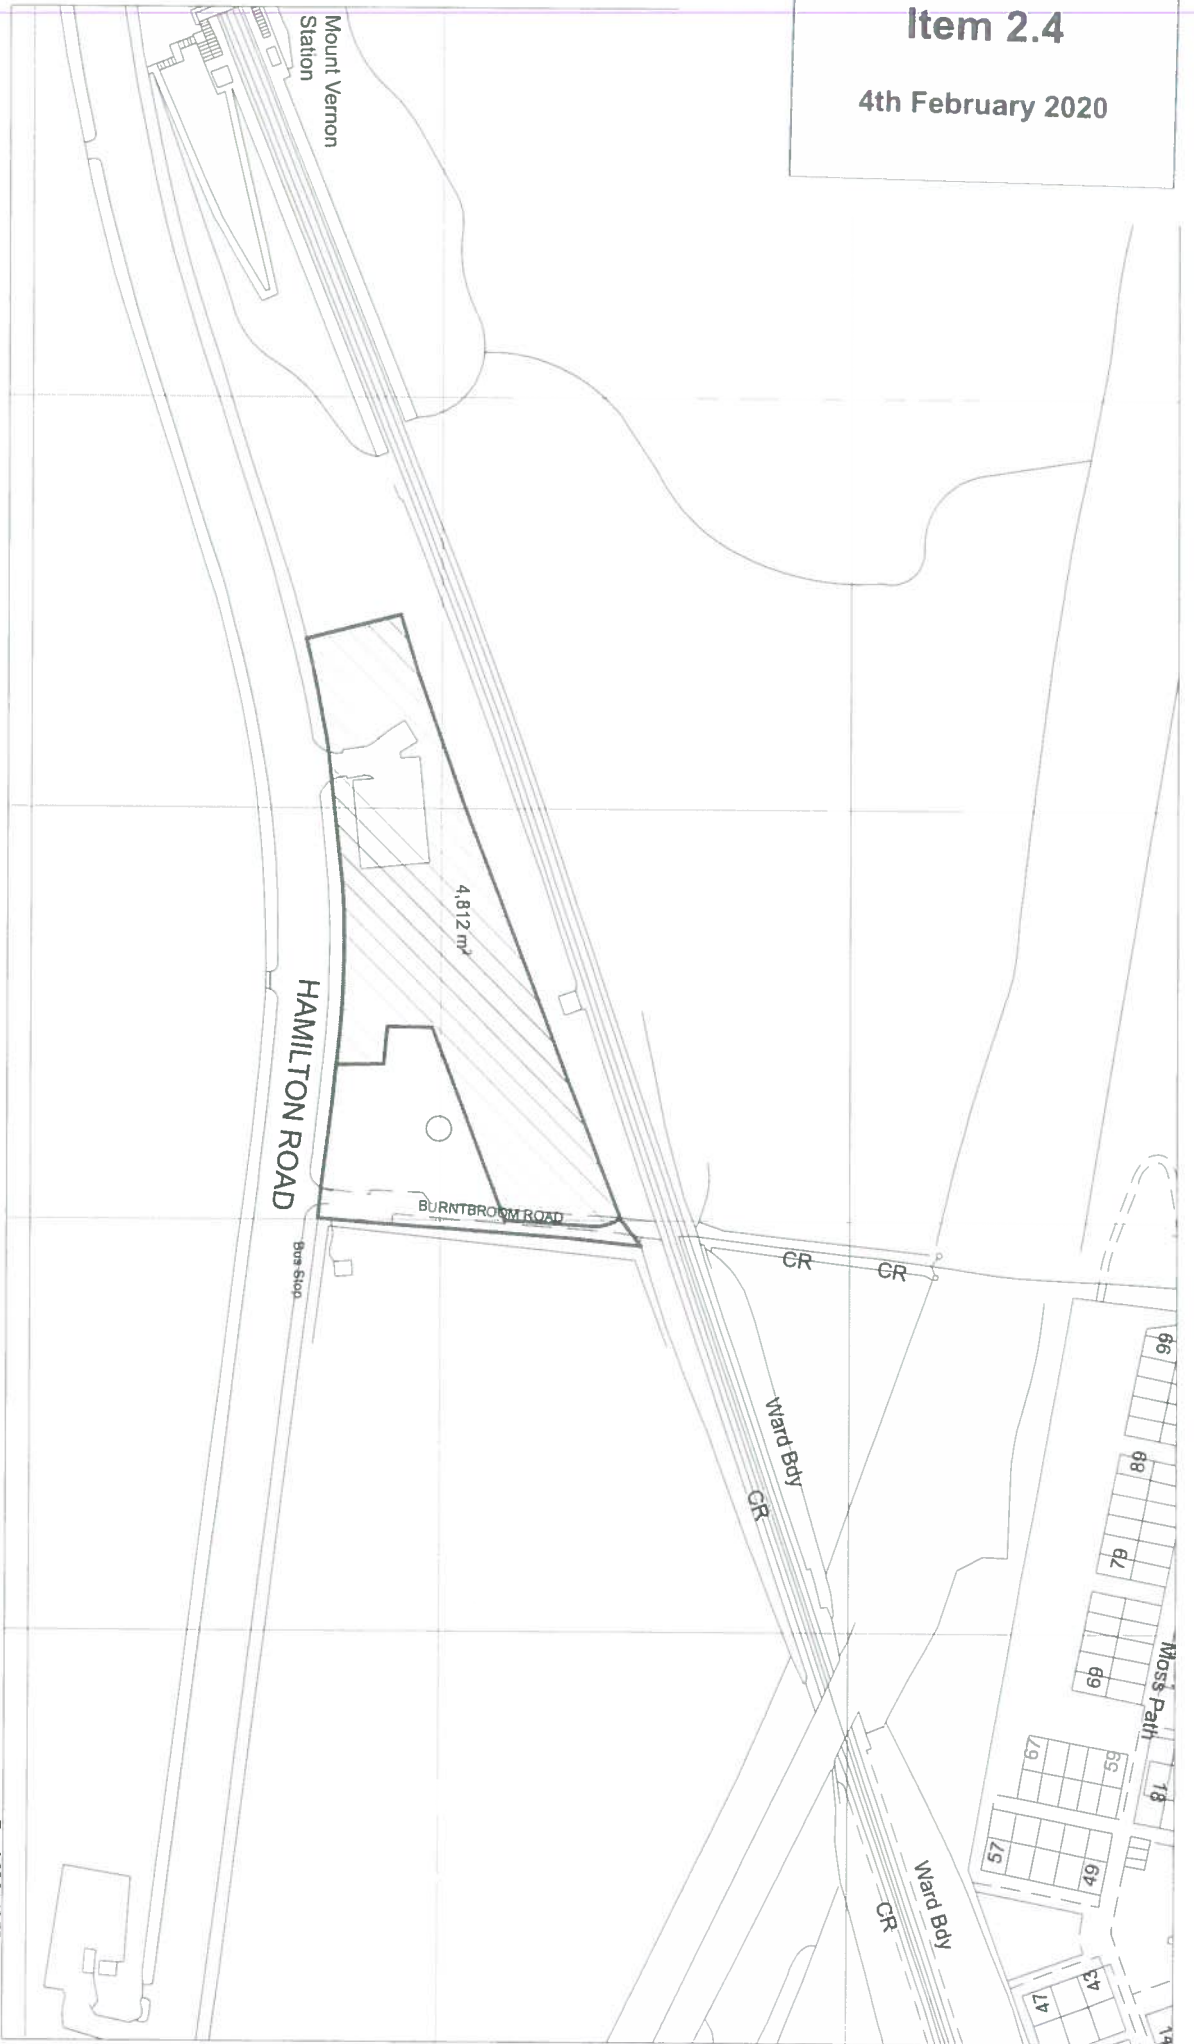 Item 2.4
4th February 2020
Mount Vernon
Station
4,812 m²
HAMILTON ROAD
BURNTBROOM ROAD
Bus Stop
CR
CR
Ward Bdy
CR
Ward Bdy
CR
66
89
79
69
Moss Path
67
59
18
57
49
43
47